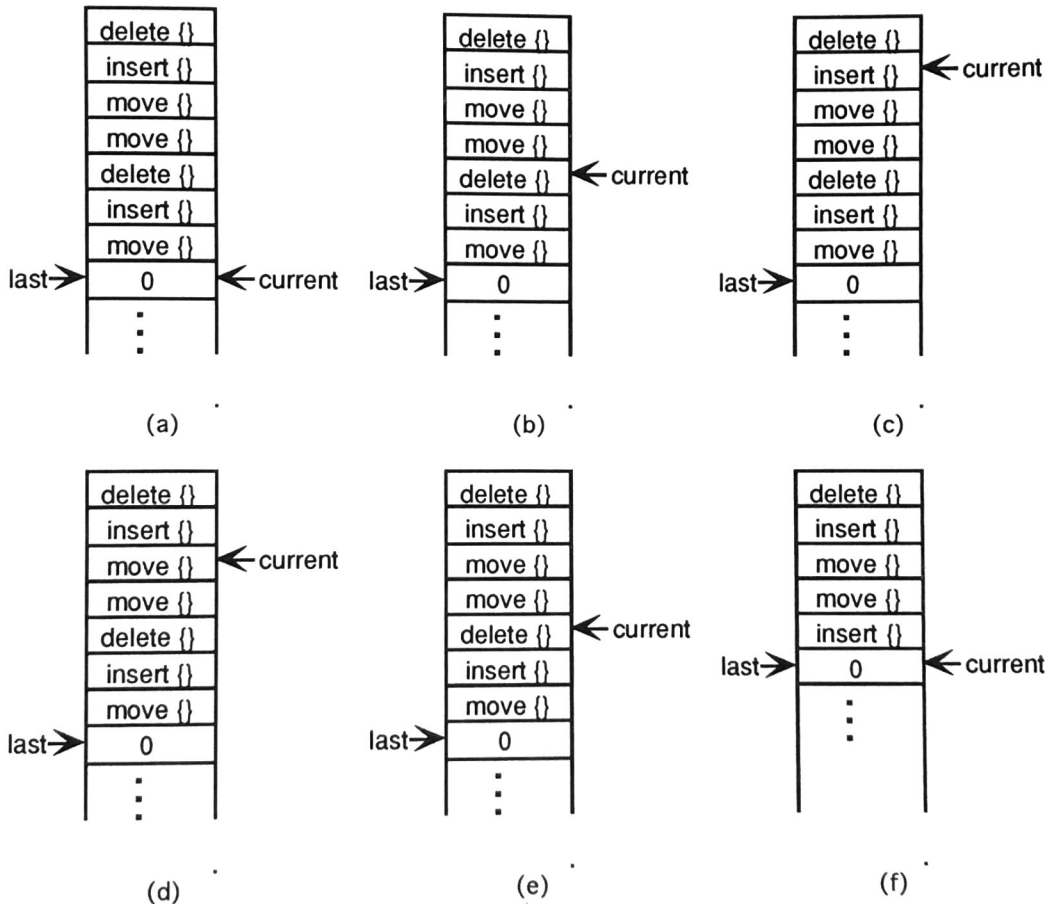 delete {}
insert {}
move {}
move {}
delete {}
insert {}
move {}
last 0 current
(a)
delete {}
insert {}
move {}
move {}
delete {} current
insert {}
move {}
last 0
(b)
delete {}
insert {} current
move {}
move {}
delete {}
insert {}
move {}
last 0
(c)
delete {}
insert {}
move {} current
move {}
delete {}
insert {}
move {}
last 0
(d)
delete {}
insert {}
move {}
move {}
delete {} current
insert {}
move {}
last 0
(e)
delete {}
insert {}
move {}
move {}
insert {}
last 0 current
(f)